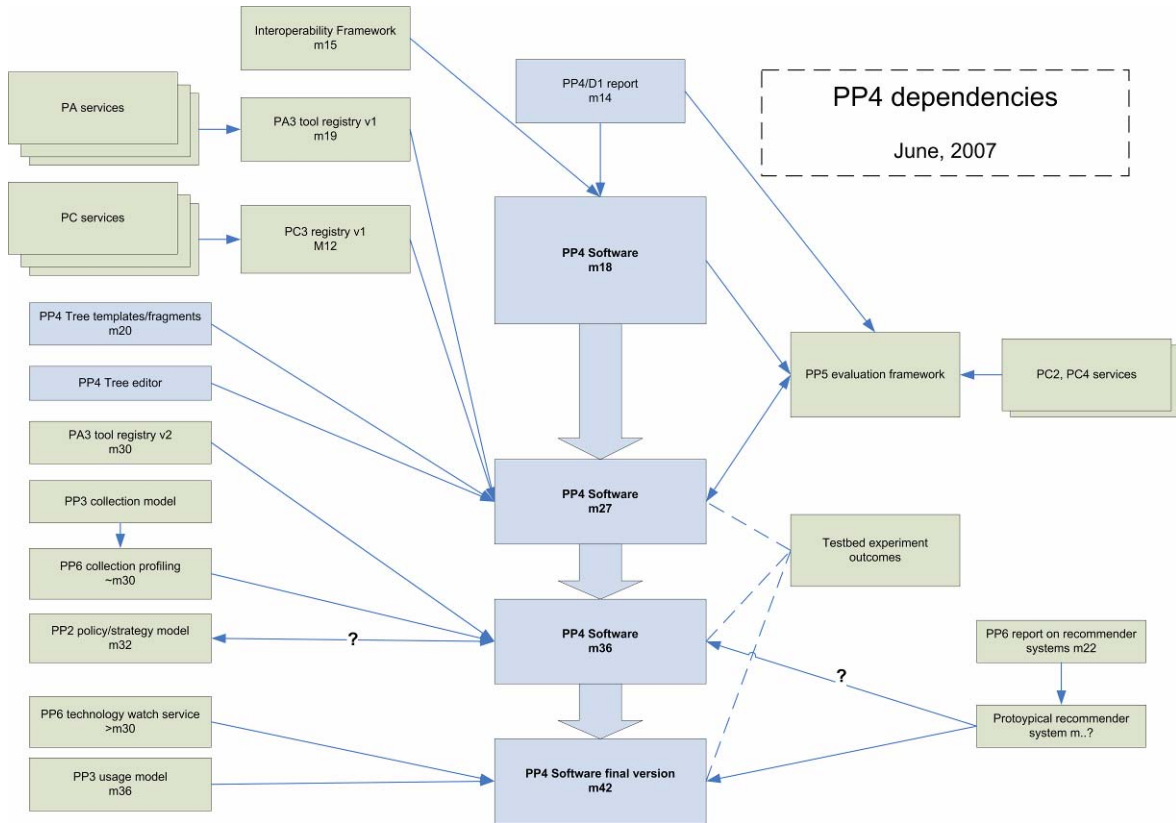 Interoperability Framework
m15
PP4/D1 report
m14
PP4 dependencies
June, 2007
PA services
PA3 tool registry v1
m19
PC services
PC3 registry v1
M12
PP4 Software
m18
PP4 Tree templates/fragments
m20
PP4 Tree editor
PP5 evaluation framework
PC2, PC4 services
PA3 tool registry v2
m30
PP3 collection model
PP4 Software
m27
Testbed experiment
outcomes
PP6 collection profiling
~m30
PP2 policy/strategy model
m32
?
PP4 Software
m36
?
PP6 report on recommender
systems m22
PP6 technology watch service
>m30
Protoypical recommender
system m..?
PP3 usage model
m36
PP4 Software final version
m42